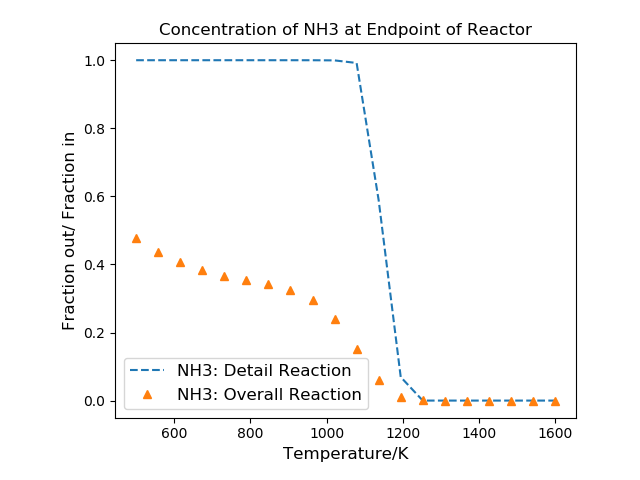 Concentration of NH3 at Endpoint of Reactor
Fraction out/ Fraction in
1.0
0.8
0.6
0.4
0.2
0.0
NH3: Detail Reaction
NH3: Overall Reaction
600 800 1000 1200 1400 1600
Temperature/K